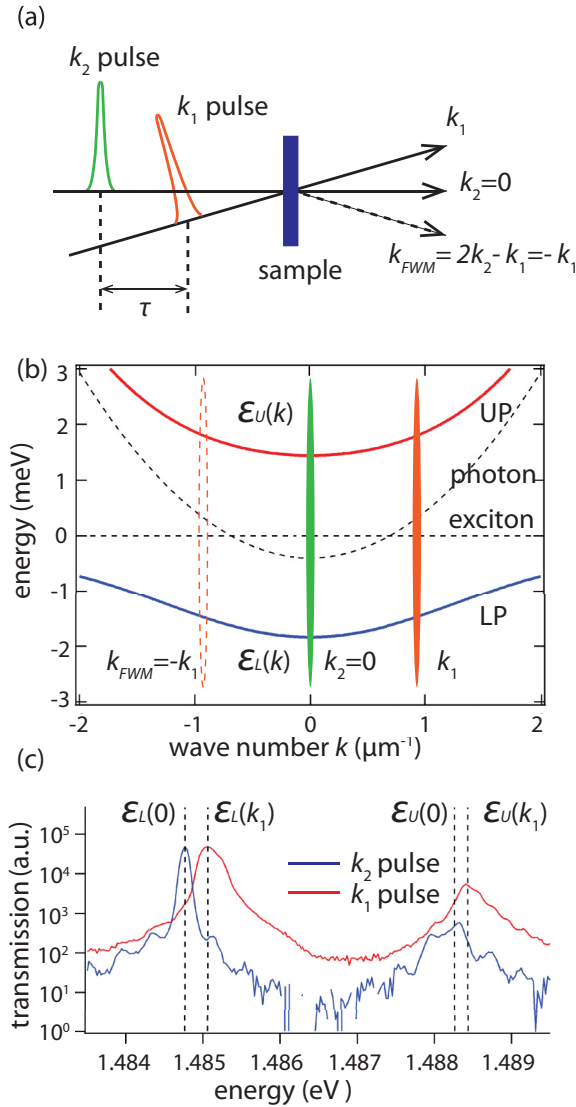 (a)
k2 pulse
k1 pulse
k1
k2=0
kFWM=2k2-k1=-k1
sample
τ
(b)
3
2
1
0
-1
-2
-3
energy (meV)
εU(k)
UP
photon
exciton
LP
kFWM=-k1
εL(k)
k2=0
k1
-2
-1
0
1
2
wave number k (μm⁻¹)
(c)
εL(0)
εL(k1)
εU(0)
εU(k1)
10⁵
10⁴
10³
10²
10¹
10⁰
transmission (a.u.)
k2 pulse
k1 pulse
1.484
1.485
1.486
1.487
1.488
1.489
energy (eV)